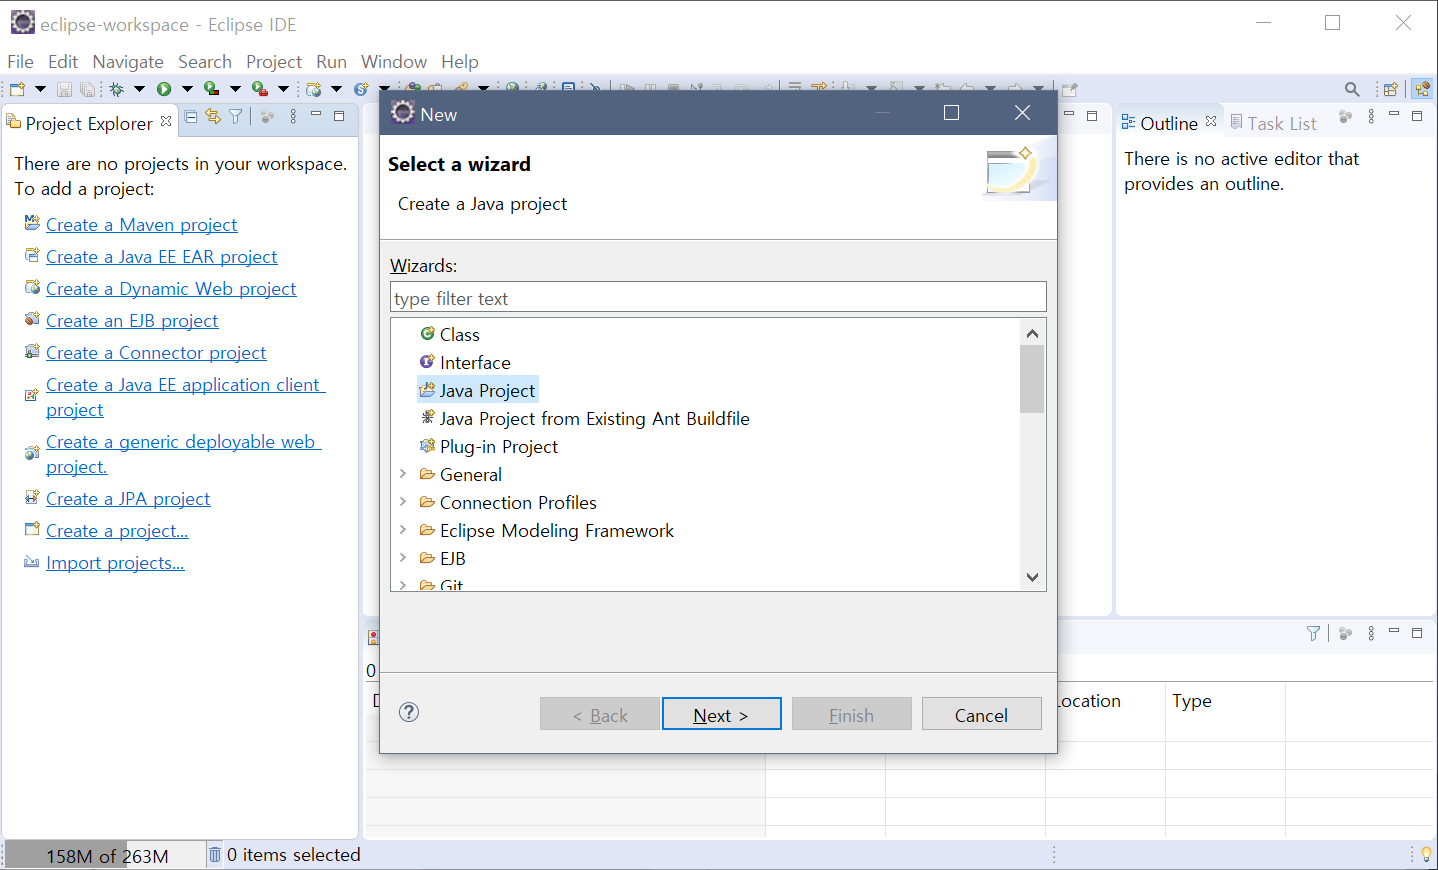 eclipse-workspace - Eclipse IDE
File Edit Navigate Search Project Run Window Help
Project Explorer
There are no projects in your workspace.
To add a project:
Create a Maven project
Create a Java EE EAR project
Create a Dynamic Web project
Create an EJB project
Create a Connector project
Create a Java EE application client
project
Create a generic deployable web
project.
Create a JPA project
Create a project...
Import projects...
New
Select a wizard
Create a Java project
Wizards:
type filter text
Class
Interface
Java Project
Java Project from Existing Ant Buildfile
Plug-in Project
General
Connection Profiles
Eclipse Modeling Framework
EJB
Git
< Back Next > Finish Cancel
Outline Task List
There is no active editor that
provides an outline.
0
Location Type
158M of 263M 0 items selected